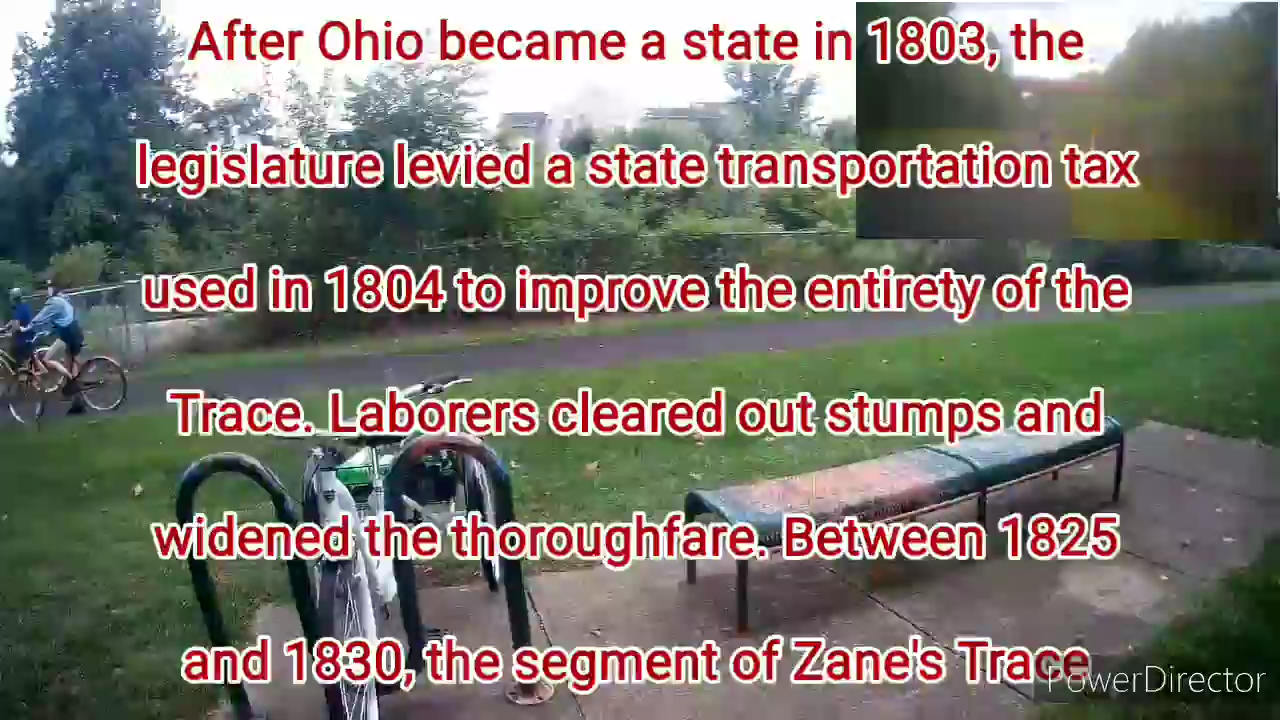 After Ohio became a state in 1803, the
legislature levied a state transportation tax
used in 1804 to improve the entirety of the
Trace. Laborers cleared out stumps and
widened the thoroughfare. Between 1825
and 1830, the segment of Zane's Trace
PowerDirector